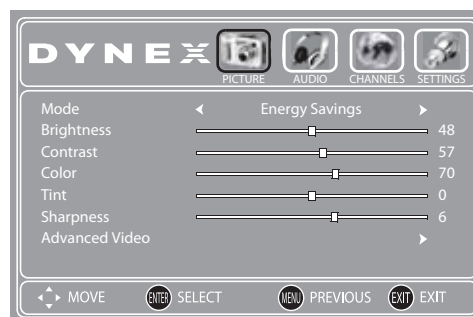 DYNEX
PICTURE AUDIO CHANNELS SETTINGS
Mode Energy Savings
Brightness 48
Contrast 57
Color 70
Tint 0
Sharpness 6
Advanced Video
MOVE ENTER SELECT MENU PREVIOUS EXIT EXIT